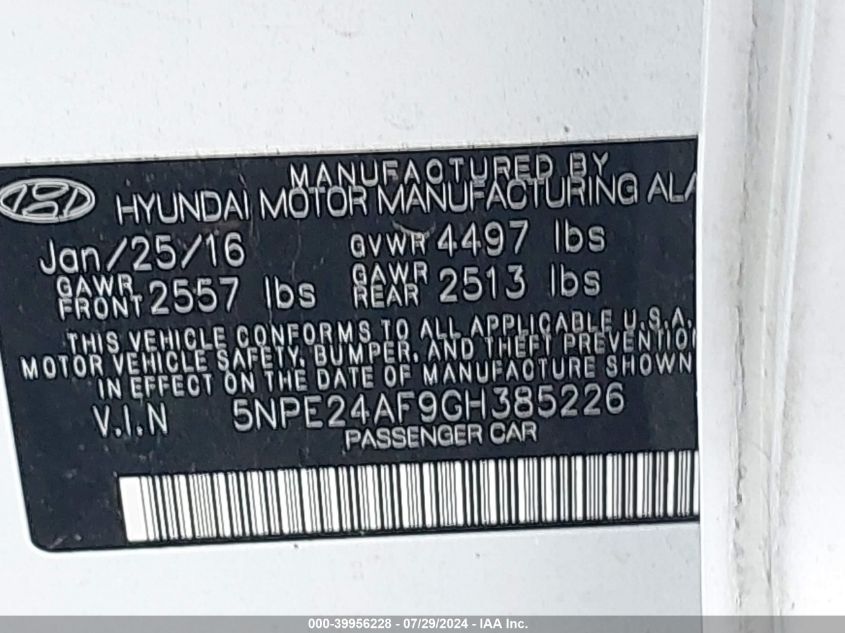 MANUFACTURED BY
HYUNDAI MOTOR MANUFACTURING ALA
Jan/25/16 GVWR 4497 lbs
GAWR FRONT 2557 lbs GAWR REAR 2513 lbs
THIS VEHICLE CONFORMS TO ALL APPLICABLE U.S.A.
MOTOR VEHICLE SAFETY, BUMPER, AND THEFT PREVENTION
IN EFFECT ON THE DATE OF MANUFACTURE SHOWN
V.I.N 5NPE24AF9GH385226
PASSENGER CAR
000-39956228 - 07/29/2024 - IAA Inc.